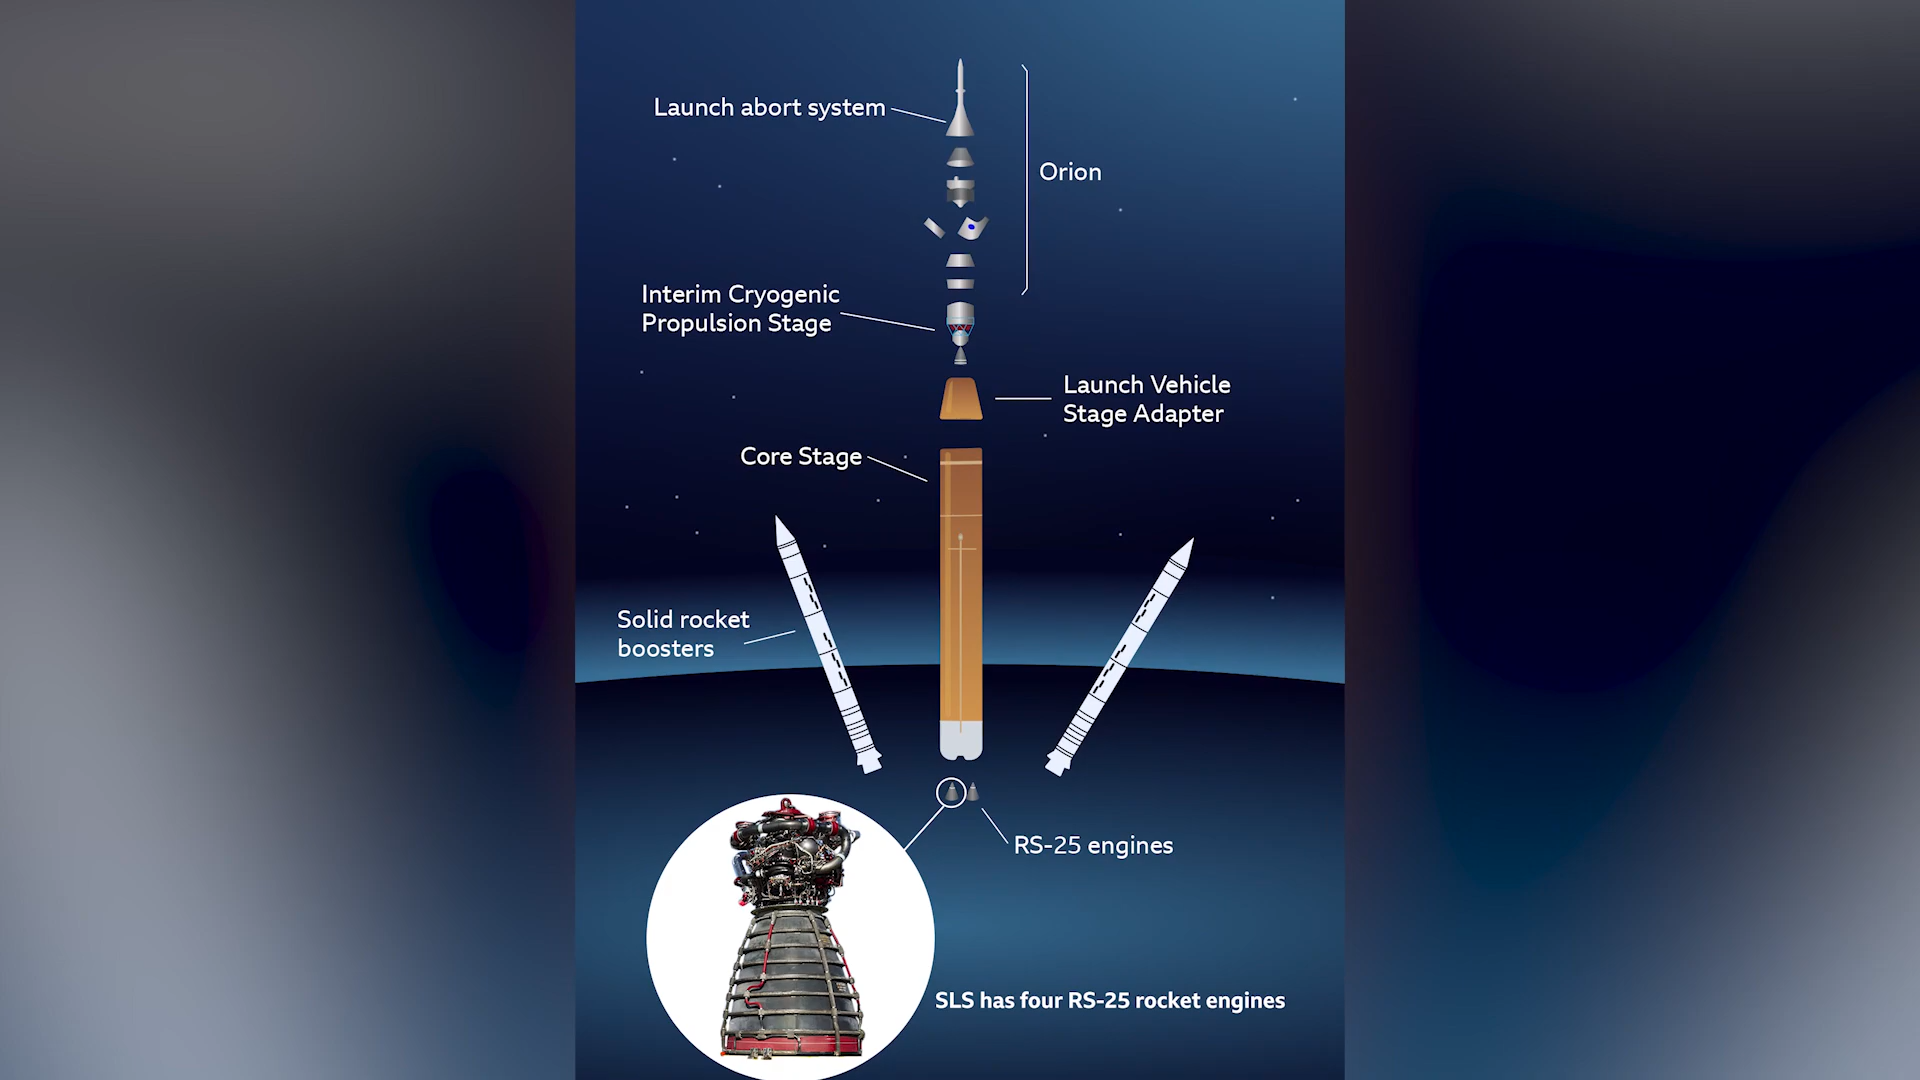 Launch abort system
Orion
Interim Cryogenic
Propulsion Stage
Launch Vehicle
Stage Adapter
Core Stage
Solid rocket
boosters
RS-25 engines
SLS has four RS-25 rocket engines